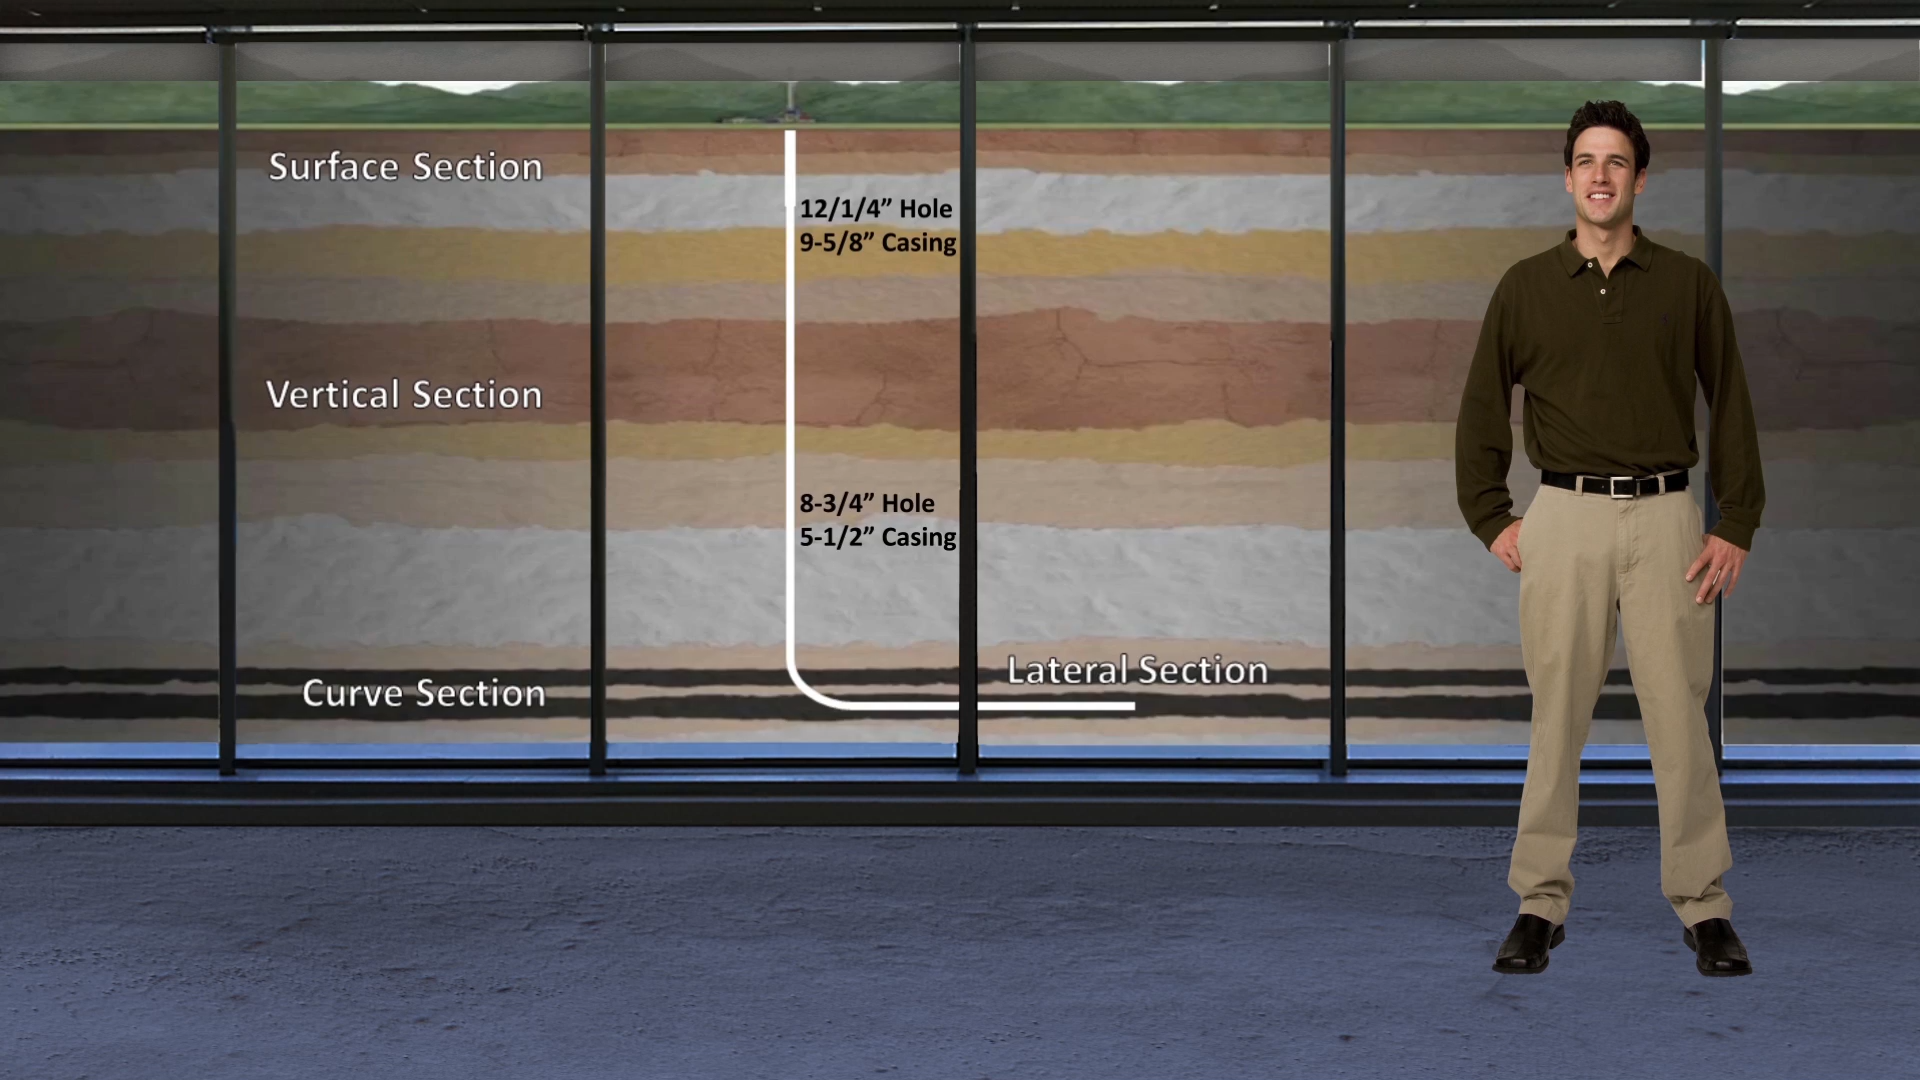 Surface Section
12/1/4” Hole
9-5/8” Casing
Vertical Section
8-3/4” Hole
5-1/2” Casing
Lateral Section
Curve Section